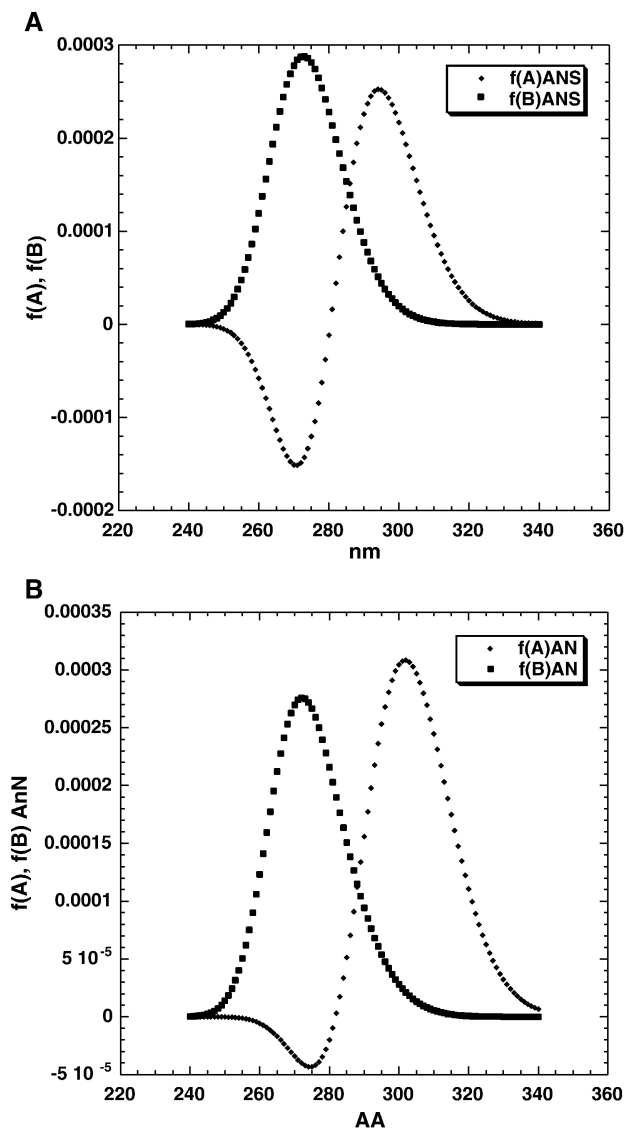 A
0.0003
0.0002
0.0001
0
-0.0001
-0.0002
f(A), f(B)
f(A)ANS
f(B)ANS
220 240 260 280 300 320 340 360
nm
B
0.00035
0.0003
0.00025
0.0002
0.00015
0.0001
5 10-5
0
-5 10-5
f(A), f(B) AnN
f(A)AN
f(B)AN
220 240 260 280 300 320 340 360
AA